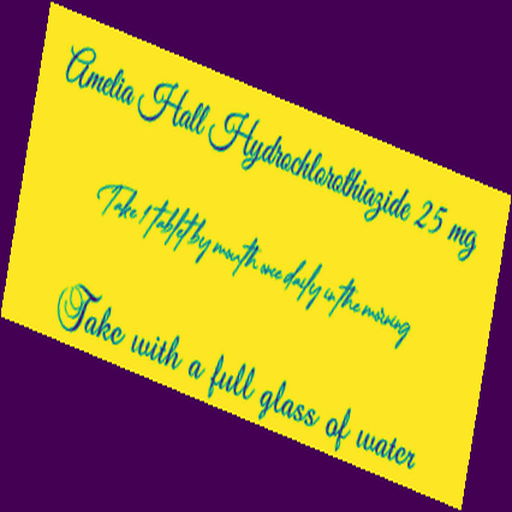 Amelia Hall Hydrochlorothiazide 25 mg
Take 1 tablet by mouth once daily in the morning
Take with a full glass of water